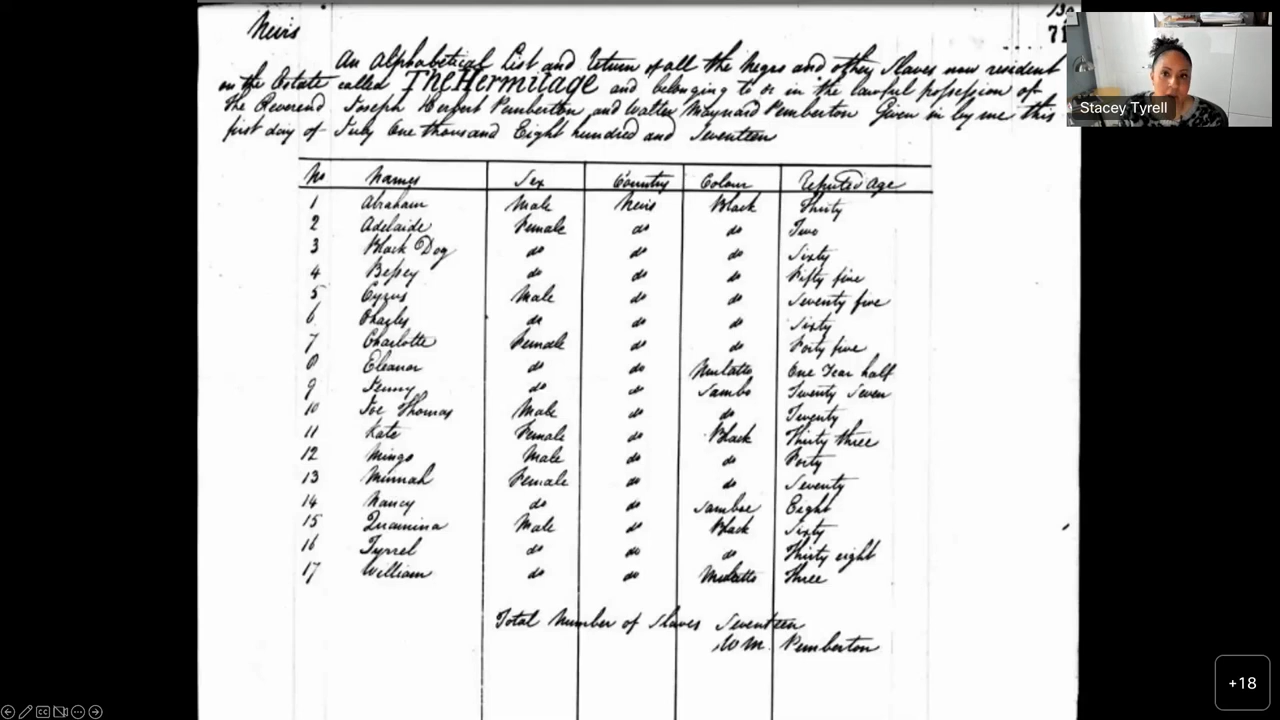 Nevis
130
71
An Alphabetical List and Return of all the Negro and other Slaves now resident
on the Estate called The Hermitage and belonging to or in the lawful possession of
the Reverend Joseph Herbert Pemberton and Walter Maynard Pemberton Given in by me this
first day of July One thousand Eight hundred and Seventeen
No Names Sex Country Colour Reputed Age
1 Abraham Male Nevis Black Thirty
2 Adelaide Female do do Two
3 Black Dog do do do Sixty
4 Bessey do do do Fifty five
5 Cyrus Male do do Seventy five
6 Charles do do do Sixty
7 Charlotte Female do do Forty five
8 Eleanor do do Mulatto One Year half
9 Jenny do do Sambo Twenty Seven
10 Joe Thomas Male do do Twenty
11 Kate Female do Black Thirty three
12 Mingo Male do do Forty
13 Minnah Female do do Seventy
14 Nancy do do Samboe Eight
15 Quamina Male do Black Sixty
16 Tyrrel do do do Thirty eight
17 William do do Mulatto Three
Total Number of Slaves Seventeen
W M. Pemberton
Stacey Tyrell
+18